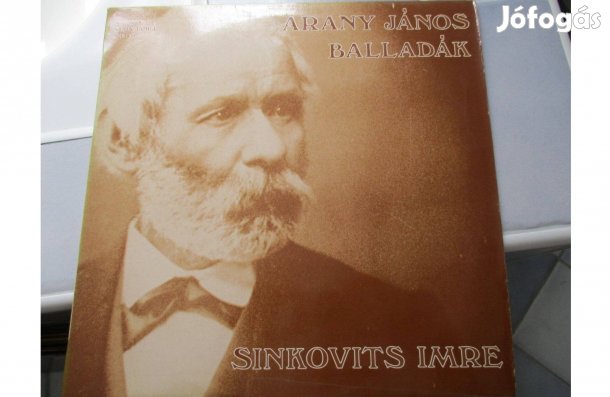 Jófogás
ARANY JÁNOS
BALLADÁK
SINKOVITS IMRE